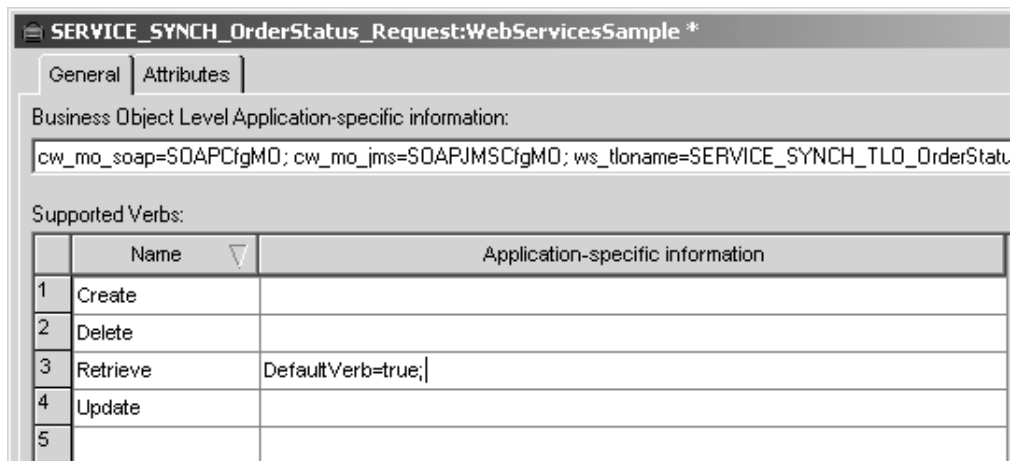 SERVICE_SYNCH_OrderStatus_Request:WebServicesSample *
General Attributes
Business Object Level Application-specific information:
cw_mo_soap=SOAPCfgMO; cw_mo_jms=SOAPJMSCfgMO; ws_tloname=SERVICE_SYNCH_TLO_OrderStatu
Supported Verbs:
Name Application-specific information
1 Create
2 Delete
3 Retrieve DefaultVerb=true;
4 Update
5